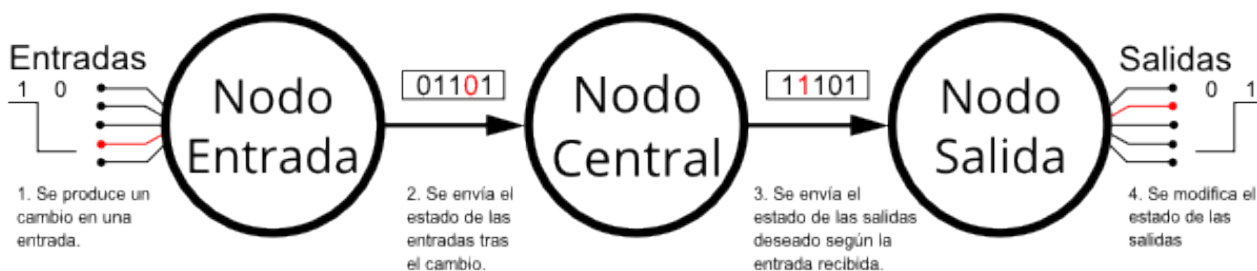 Entradas
1 0
Nodo
Entrada
01101
Nodo
Central
11101
Nodo
Salida
Salidas
0 1
1. Se produce un
cambio en una
entrada.
2. Se envía el
estado de las
entradas tras
el cambio.
3. Se envía el
estado de las salidas
deseado según la
entrada recibida.
4. Se modifica el
estado de las
salidas